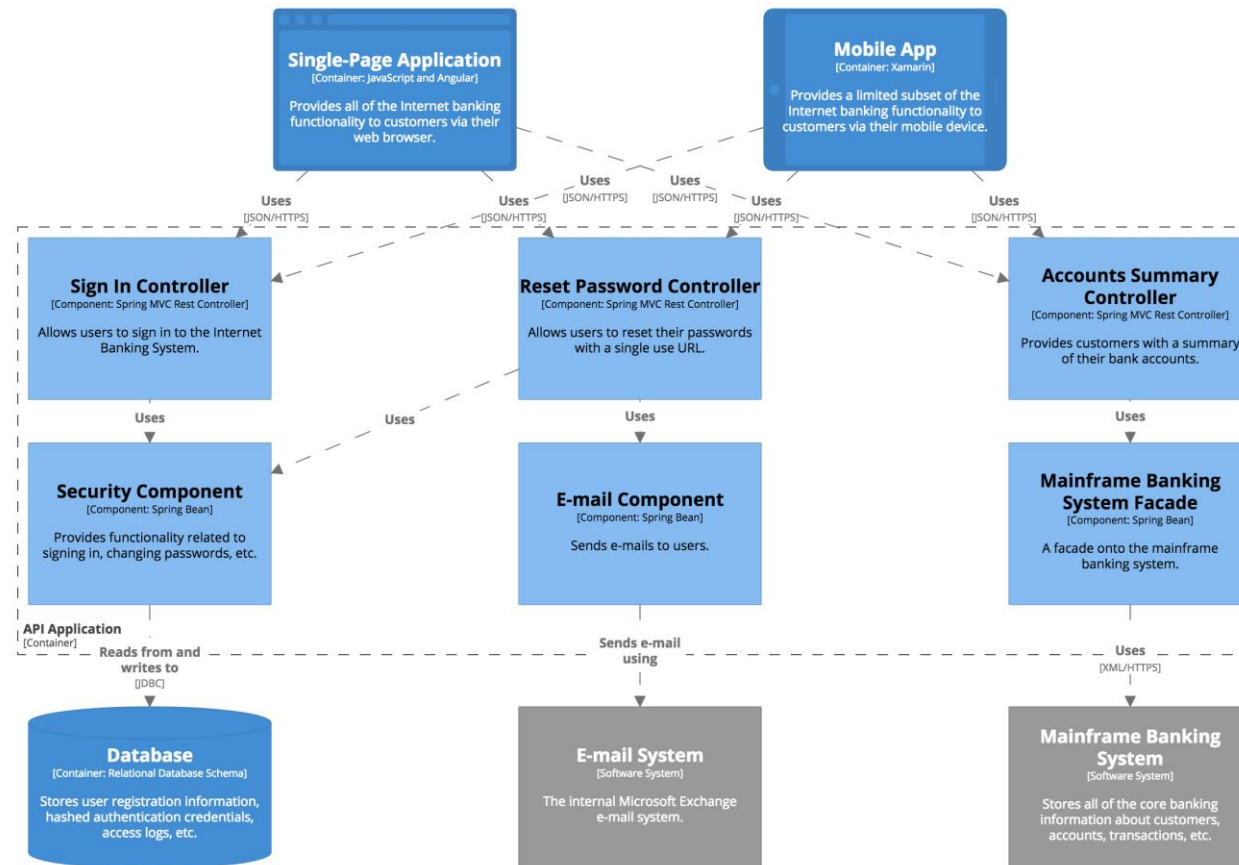 Single-Page Application
[Container: JavaScript and Angular]
Provides all of the Internet banking
functionality to customers via their
web browser.
Mobile App
[Container: Xamarin]
Provides a limited subset of the
Internet banking functionality to
customers via their mobile device.
Uses
[JSON/HTTPS]
Uses
[JSON/HTTPS]
Uses
[JSON/HTTPS]
Uses
[JSON/HTTPS]
Uses
[JSON/HTTPS]
Uses
[JSON/HTTPS]
Sign In Controller
[Component: Spring MVC Rest Controller]
Allows users to sign in to the Internet
Banking System.
Reset Password Controller
[Component: Spring MVC Rest Controller]
Allows users to reset their passwords
with a single use URL.
Accounts Summary
Controller
[Component: Spring MVC Rest Controller]
Provides customers with a summary
of their bank accounts.
Uses
Uses
Uses
Uses
Security Component
[Component: Spring Bean]
Provides functionality related to
signing in, changing passwords, etc.
E-mail Component
[Component: Spring Bean]
Sends e-mails to users.
Mainframe Banking
System Facade
[Component: Spring Bean]
A facade onto the mainframe
banking system.
API Application
[Container]
Reads from and
writes to
[JDBC]
Sends e-mail
using
Uses
[XML/HTTPS]
Database
[Container: Relational Database Schema]
Stores user registration information,
hashed authentication credentials,
access logs, etc.
E-mail System
[Software System]
The internal Microsoft Exchange
e-mail system.
Mainframe Banking
System
[Software System]
Stores all of the core banking
information about customers,
accounts, transactions, etc.